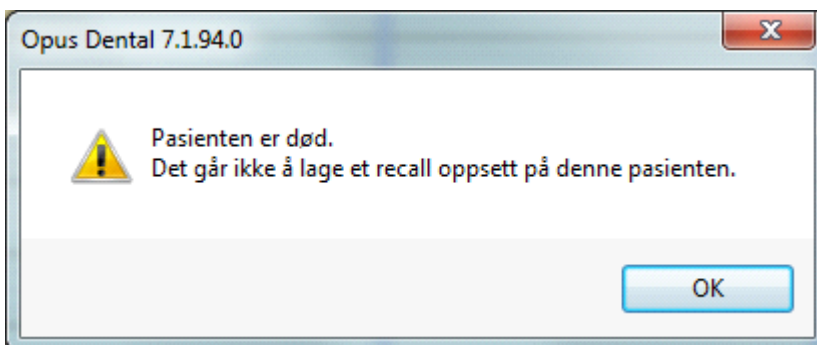 Opus Dental 7.1.94.0
Pasienten er død.
Det går ikke å lage et recall oppsett på denne pasienten.
OK